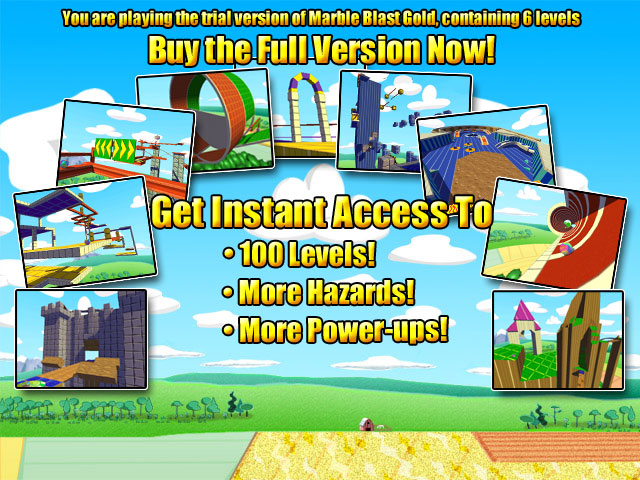 You are playing the trial version of Marble Blast Gold, containing 6 levels
Buy the Full Version Now!
Get Instant Access To
• 100 Levels!
• More Hazards!
• More Power-ups!